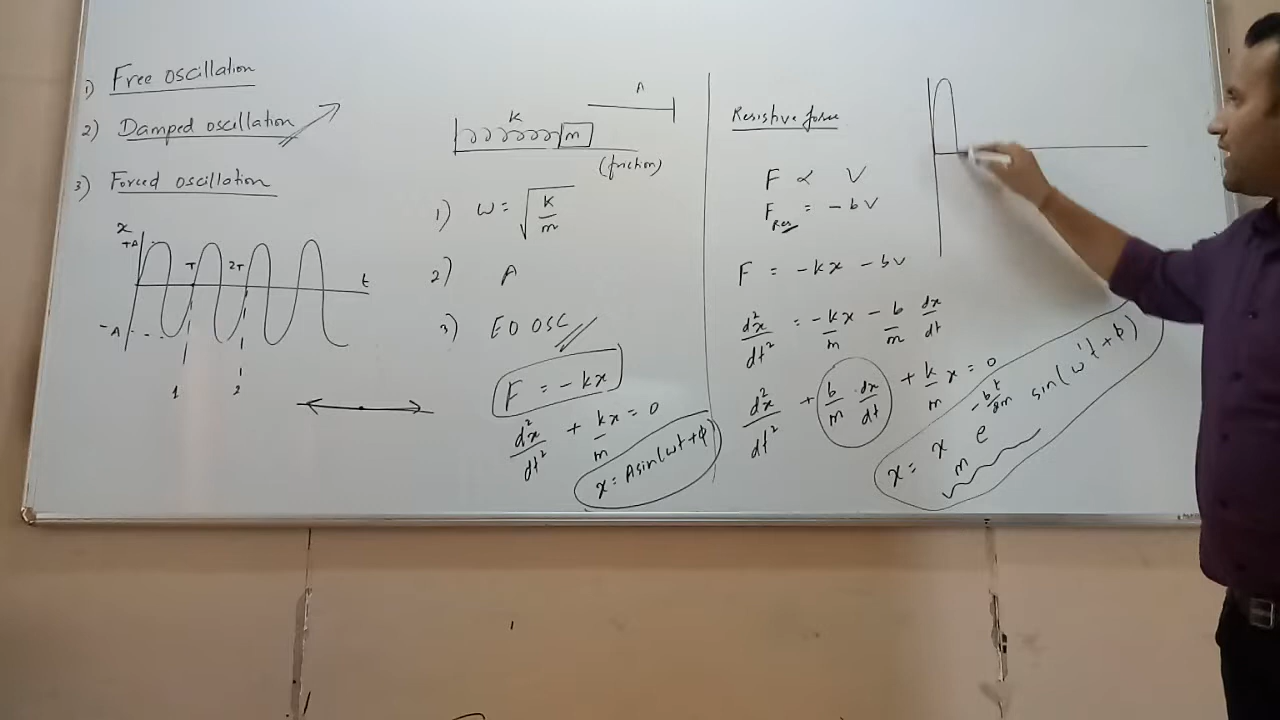 1) Free oscillation
2) Damped oscillation
3) Forced oscillation
x
+A
T
2T
t
-A
1
2
A
K
m
(friction)
1) ω = √(k/m)
2) A
3) E0 OSC
F = -kx
d²x/dt² + k/m x = 0
x = A sin(ωt+φ)
Resistive force
F ∝ V
F_Res = -bV
F = -kx - bV
d²x/dt² = -k/m x - b/m dx/dt
d²x/dt² + b/m · dx/dt + k/m x = 0
x = x_m e^(-bt/2m) sin(ω't+φ)